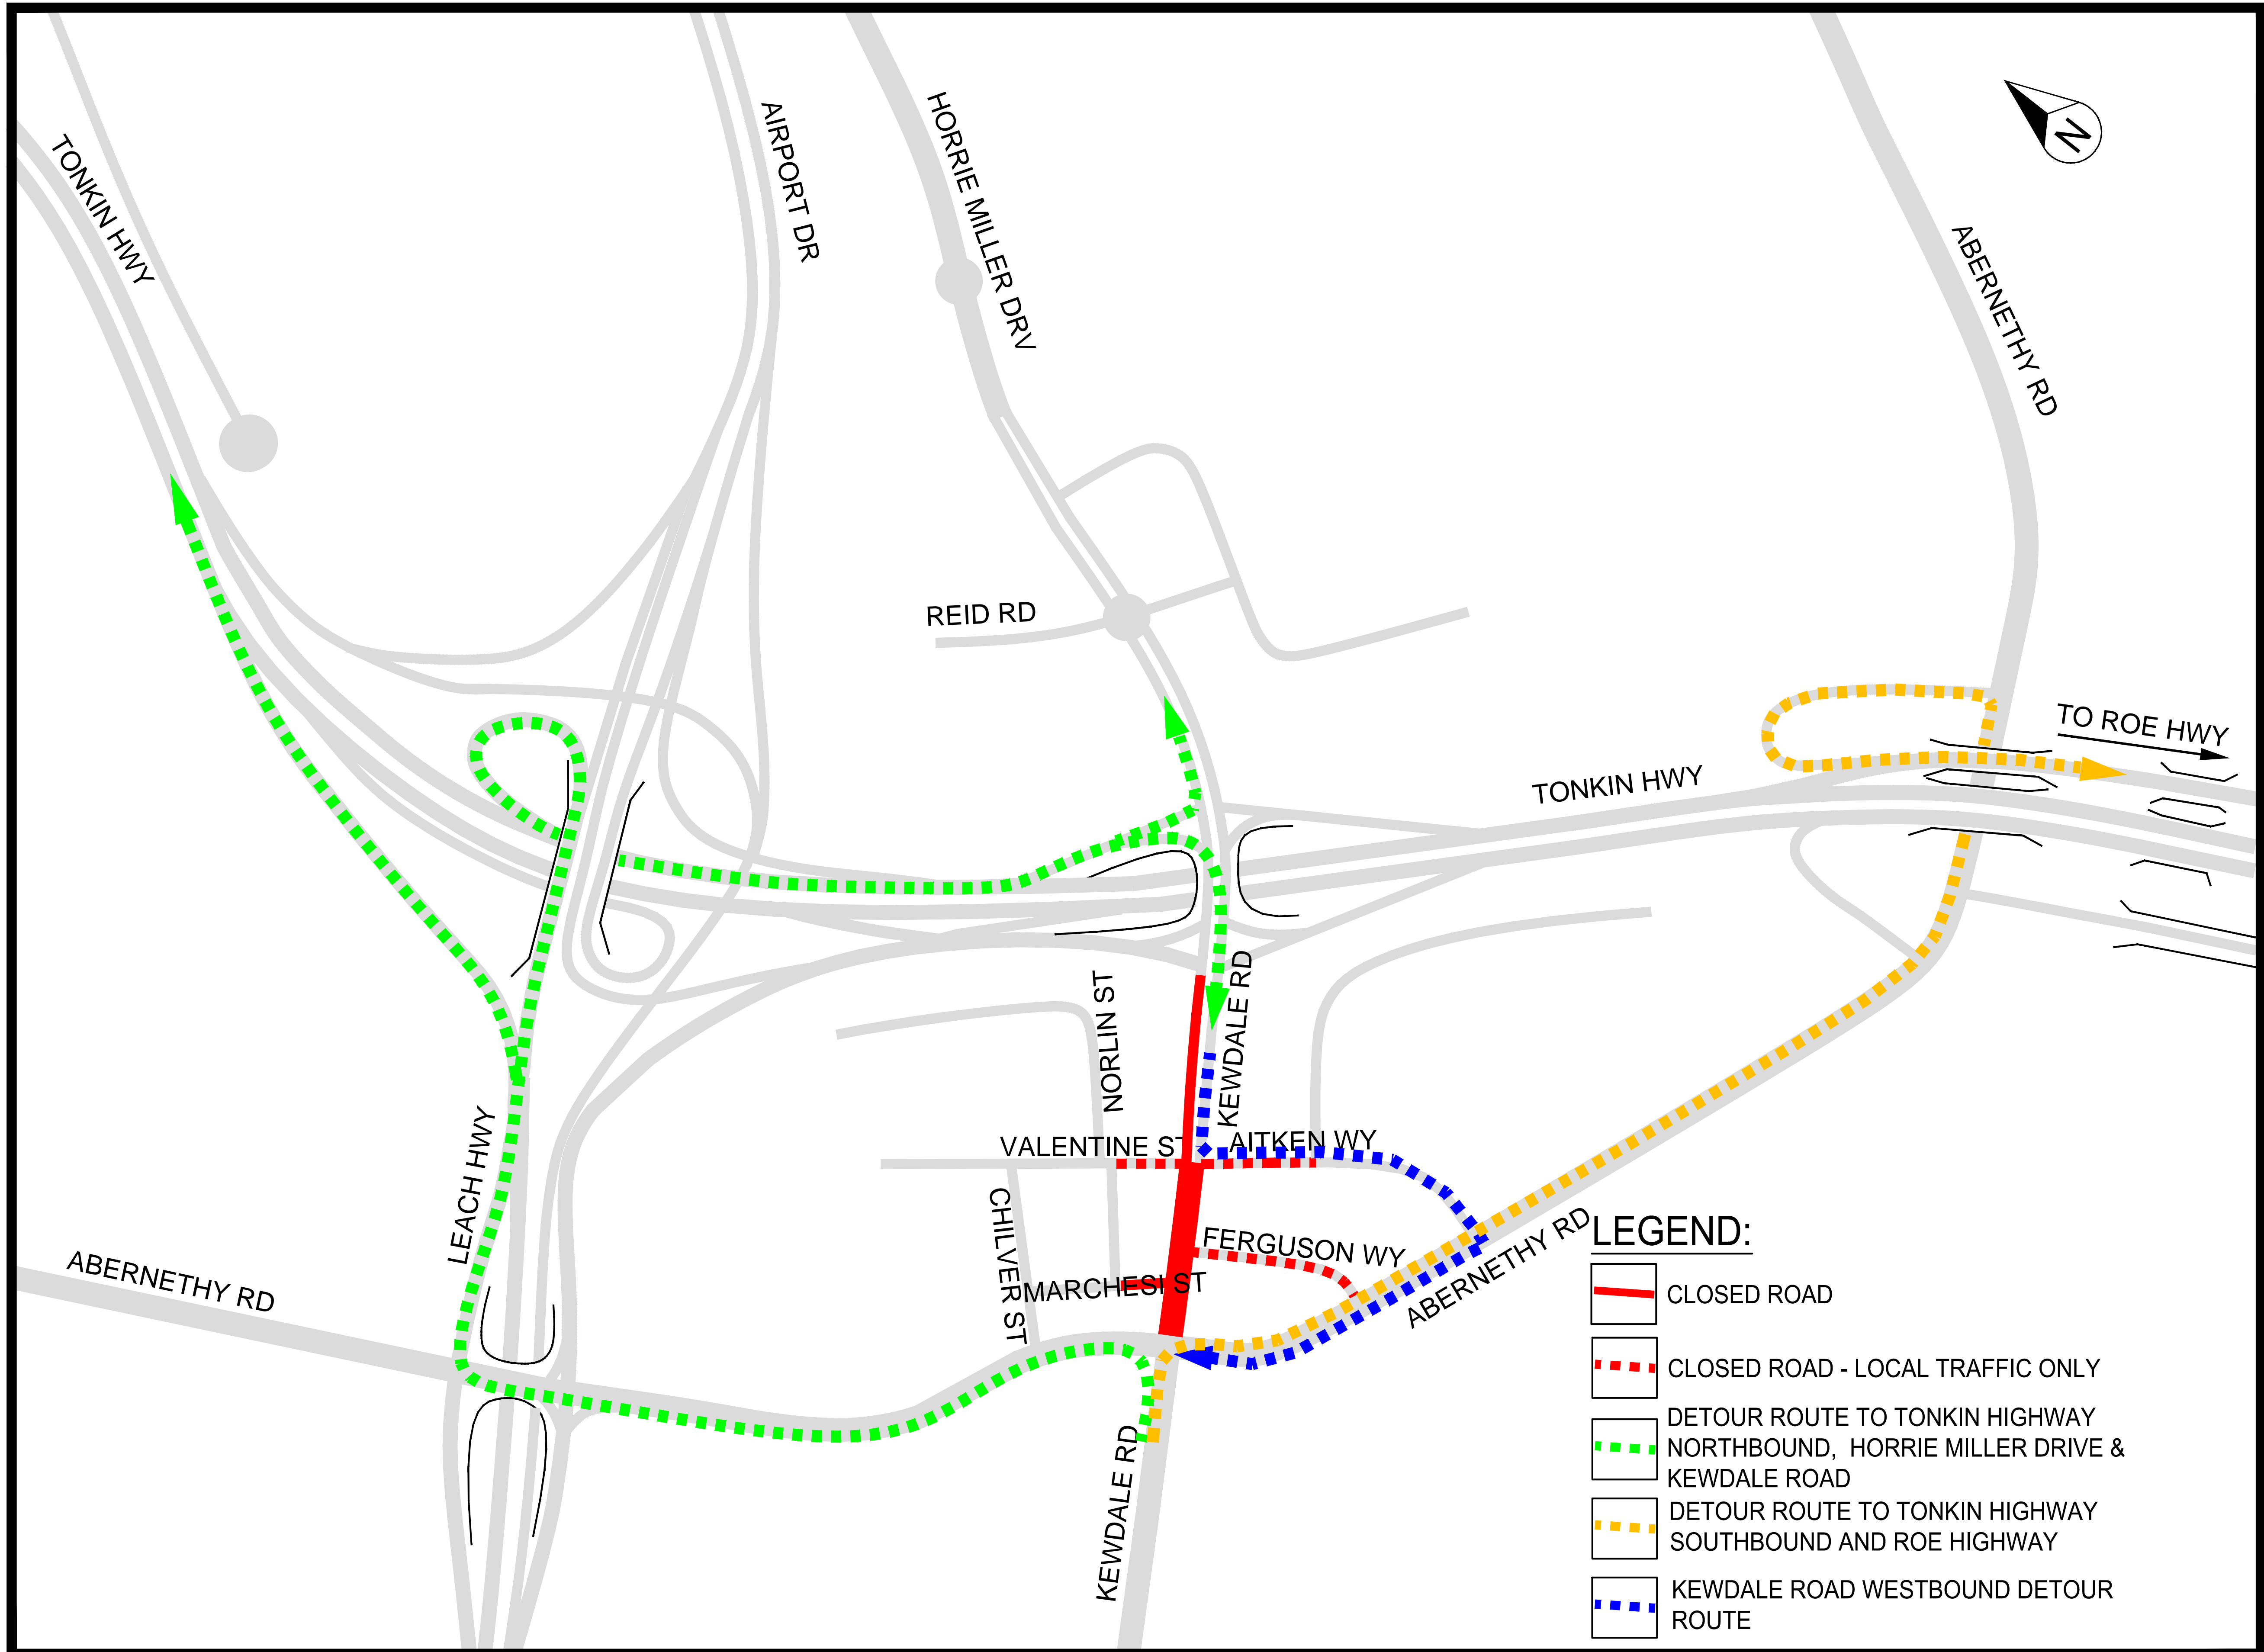 TONKIN HWY
AIRPORT DR
HORRIE MILLER DRV
N
ABERNETHY RD
REID RD
TO ROE HWY
TONKIN HWY
NORLIN ST
KEWDALE RD
VALENTINE ST
AITKEN WY
LEACH HWY
CHILVER ST
FERGUSON WY
MARCHESI ST
ABERNETHY RD
ABERNETHY RD
KEWDALE RD
LEGEND:
CLOSED ROAD
CLOSED ROAD - LOCAL TRAFFIC ONLY
DETOUR ROUTE TO TONKIN HIGHWAY
NORTHBOUND, HORRIE MILLER DRIVE &
KEWDALE ROAD
DETOUR ROUTE TO TONKIN HIGHWAY
SOUTHBOUND AND ROE HIGHWAY
KEWDALE ROAD WESTBOUND DETOUR
ROUTE